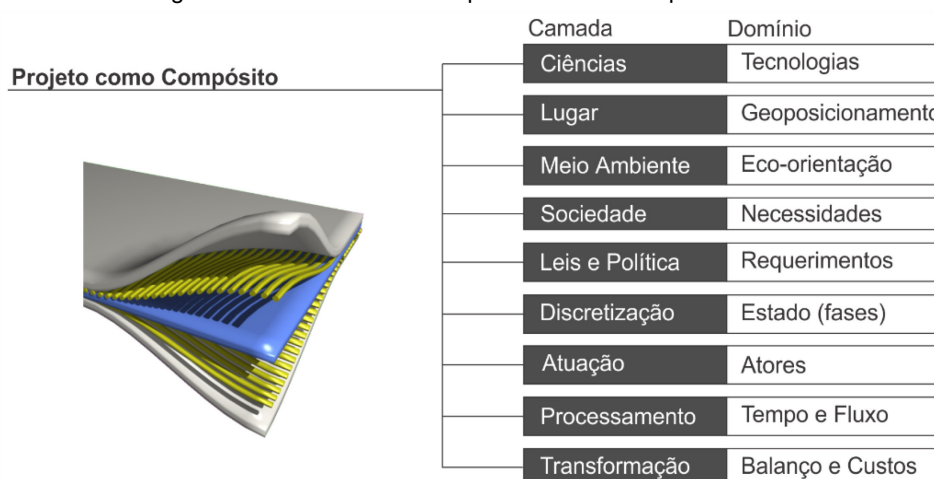 Camada Domínio
Projeto como Compósito
Ciências Tecnologias
Lugar Geoposicionamento
Meio Ambiente Eco-orientação
Sociedade Necessidades
Leis e Política Requerimentos
Discretização Estado (fases)
Atuação Atores
Processamento Tempo e Fluxo
Transformação Balanço e Custos